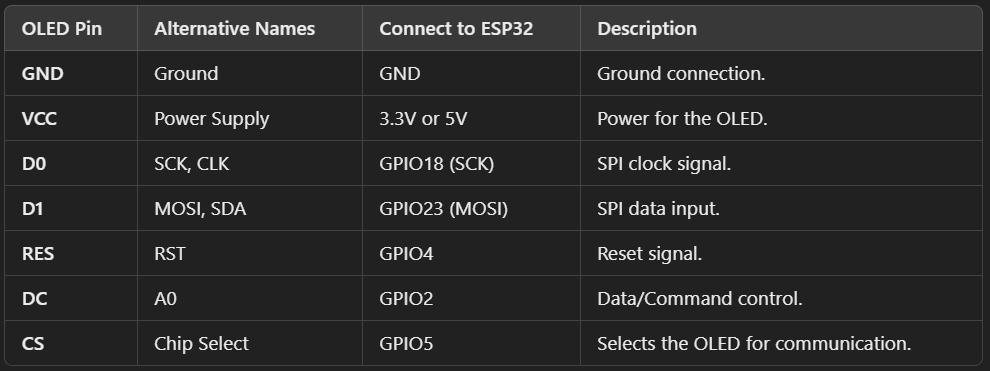 OLED Pin Alternative Names Connect to ESP32 Description
GND Ground GND Ground connection.
VCC Power Supply 3.3V or 5V Power for the OLED.
D0 SCK, CLK GPIO18 (SCK) SPI clock signal.
D1 MOSI, SDA GPIO23 (MOSI) SPI data input.
RES RST GPIO4 Reset signal.
DC A0 GPIO2 Data/Command control.
CS Chip Select GPIO5 Selects the OLED for communication.